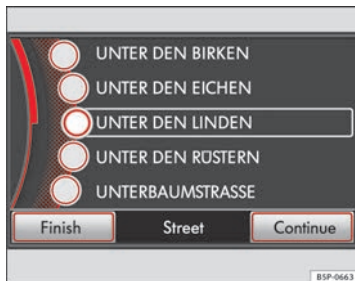 UNTER DEN BIRKEN
UNTER DEN EICHEN
UNTER DEN LINDEN
UNTER DEN RÜSTERN
UNTERBAUMSTRASSE
Finish Street Continue
B5P-0663